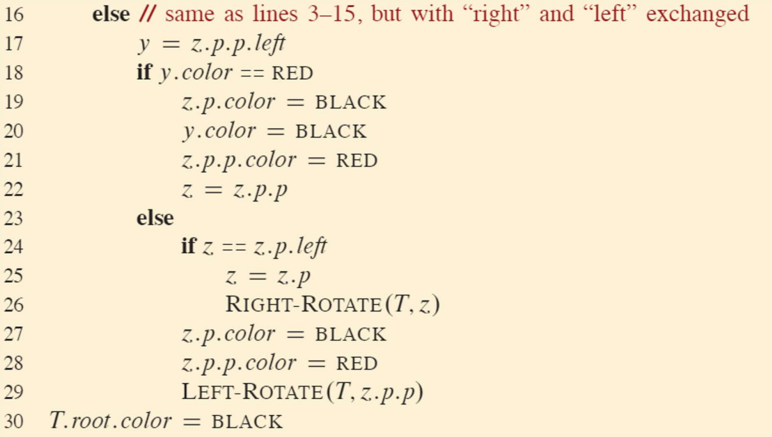 16 else // same as lines 3–15, but with “right” and “left” exchanged
17 y = z.p.p.left
18 if y.color == RED
19 z.p.color = BLACK
20 y.color = BLACK
21 z.p.p.color = RED
22 z = z.p.p
23 else
24 if z == z.p.left
25 z = z.p
26 RIGHT-ROTATE(T, z)
27 z.p.color = BLACK
28 z.p.p.color = RED
29 LEFT-ROTATE(T, z.p.p)
30 T.root.color = BLACK